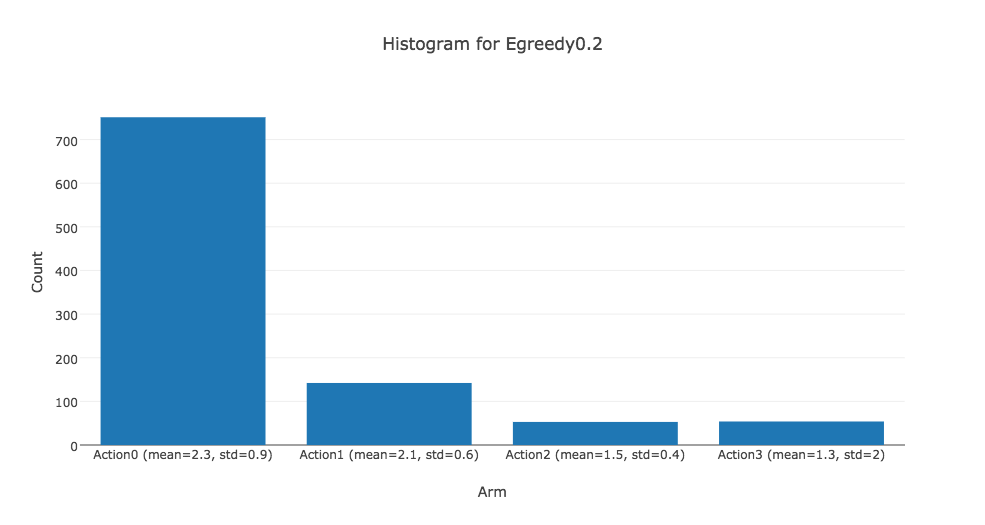 Histogram for Egreedy0.2
700
600
500
400
300
200
100
0
Count
Action0 (mean=2.3, std=0.9) Action1 (mean=2.1, std=0.6) Action2 (mean=1.5, std=0.4) Action3 (mean=1.3, std=2)
Arm